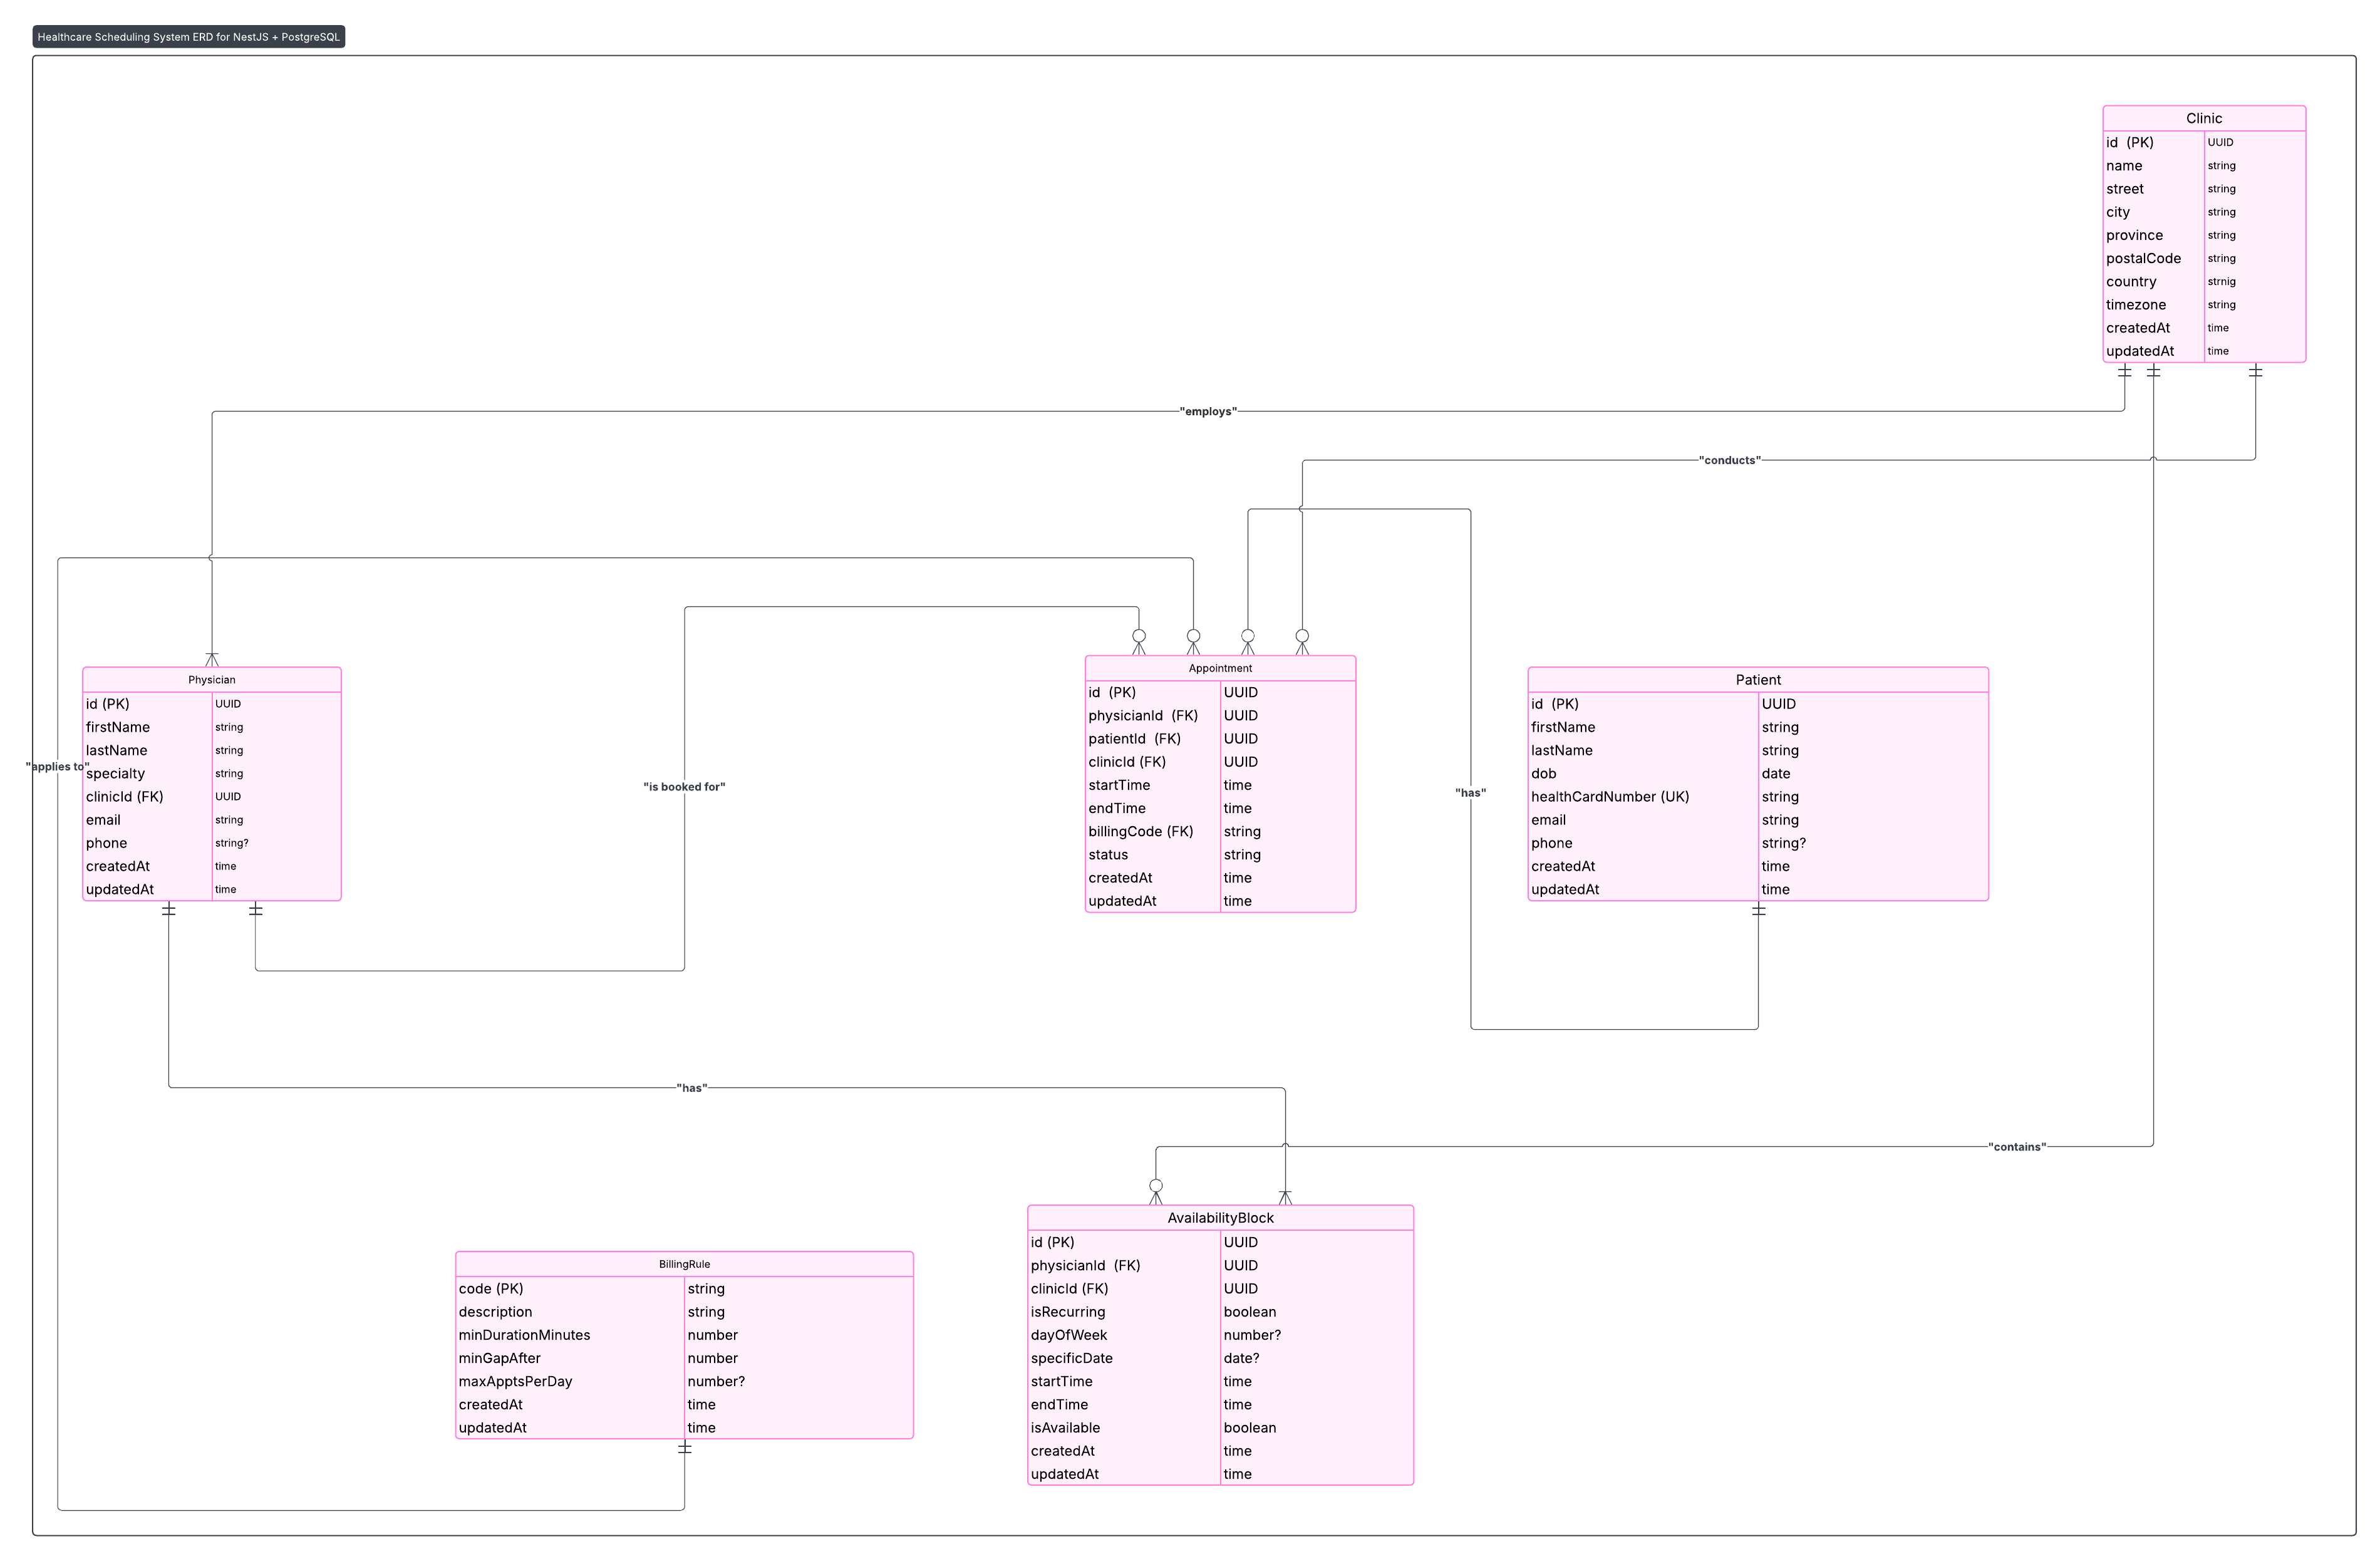 Healthcare Scheduling System ERD for NestJS + PostgreSQL
Clinic
id (PK) UUID
name string
street string
city string
province string
postalCode string
country strnig
timezone string
createdAt time
updatedAt time
"employs"
"conducts"
Physician
id (PK) UUID
firstName string
lastName string
specialty string
clinicId (FK) UUID
email string
phone string?
createdAt time
updatedAt time
"applies to"
"is booked for"
Appointment
id (PK) UUID
physicianId (FK) UUID
patientId (FK) UUID
clinicId (FK) UUID
startTime time
endTime time
billingCode (FK) string
status string
createdAt time
updatedAt time
"has"
Patient
id (PK) UUID
firstName string
lastName string
dob date
healthCardNumber (UK) string
email string
phone string?
createdAt time
updatedAt time
"has"
"contains"
BillingRule
code (PK) string
description string
minDurationMinutes number
minGapAfter number
maxApptsPerDay number?
createdAt time
updatedAt time
AvailabilityBlock
id (PK) UUID
physicianId (FK) UUID
clinicId (FK) UUID
isRecurring boolean
dayOfWeek number?
specificDate date?
startTime time
endTime time
isAvailable boolean
createdAt time
updatedAt time